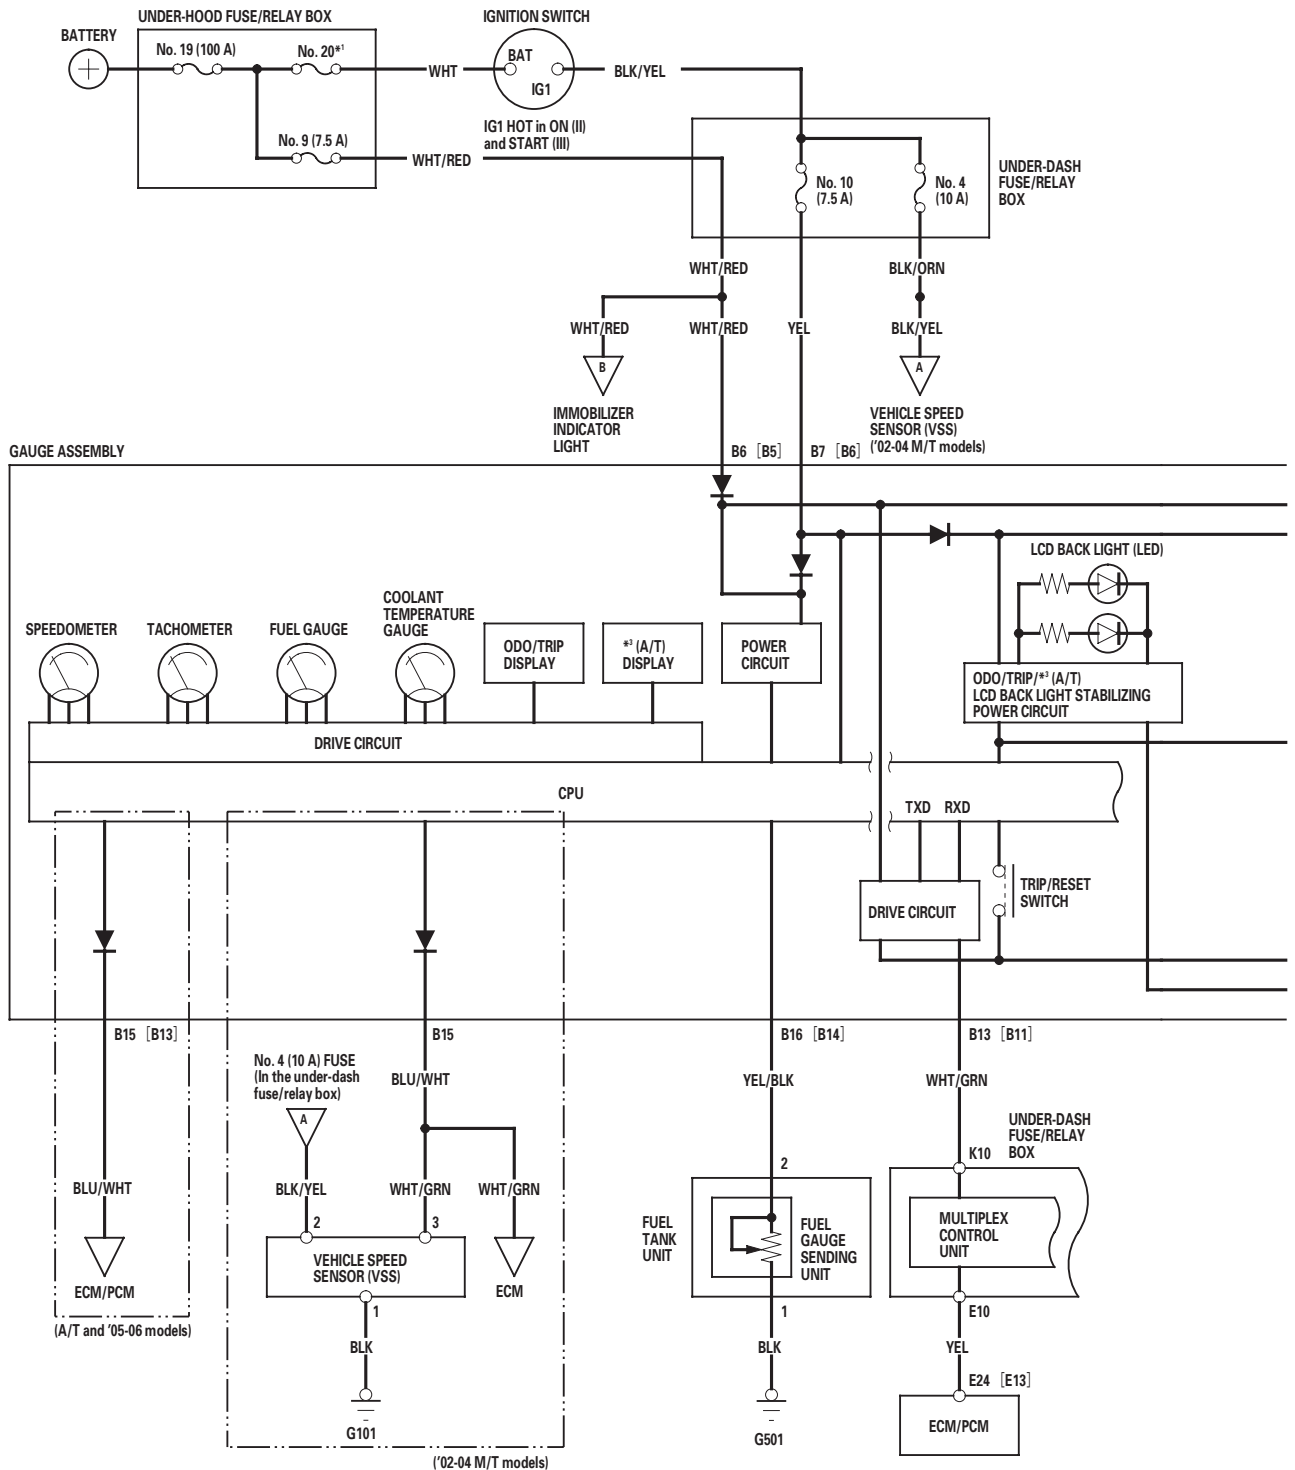 UNDER-HOOD FUSE/RELAY BOX
IGNITION SWITCH
BATTERY
No. 19 (100 A)
No. 20*1
BAT
IG1
WHT
BLK/YEL
No. 9 (7.5 A)
IG1 HOT in ON (II)
and START (III)
WHT/RED
No. 10
(7.5 A)
No. 4
(10 A)
UNDER-DASH
FUSE/RELAY
BOX
WHT/RED
BLK/ORN
WHT/RED
WHT/RED
YEL
BLK/YEL
B
A
IMMOBILIZER
INDICATOR
LIGHT
VEHICLE SPEED
SENSOR (VSS)
('02-04 M/T models)
GAUGE ASSEMBLY
B6 [B5]
B7 [B6]
LCD BACK LIGHT (LED)
SPEEDOMETER
TACHOMETER
FUEL GAUGE
COOLANT
TEMPERATURE
GAUGE
ODO/TRIP
DISPLAY
*3 (A/T)
DISPLAY
POWER
CIRCUIT
ODO/TRIP/*3 (A/T)
LCD BACK LIGHT STABILIZING
POWER CIRCUIT
DRIVE CIRCUIT
CPU
TXD
RXD
TRIP/RESET
SWITCH
DRIVE CIRCUIT
B15 [B13]
B15
B16 [B14]
B13 [B11]
No. 4 (10 A) FUSE
(In the under-dash
fuse/relay box)
A
BLU/WHT
YEL/BLK
WHT/GRN
UNDER-DASH
FUSE/RELAY
BOX
K10
2
BLU/WHT
BLK/YEL
WHT/GRN
WHT/GRN
2
3
FUEL
TANK
UNIT
FUEL
GAUGE
SENDING
UNIT
MULTIPLEX
CONTROL
UNIT
VEHICLE SPEED
SENSOR (VSS)
ECM/PCM
ECM
1
1
E10
(A/T and '05-06 models)
BLK
BLK
YEL
E24 [E13]
G101
G501
ECM/PCM
('02-04 M/T models)